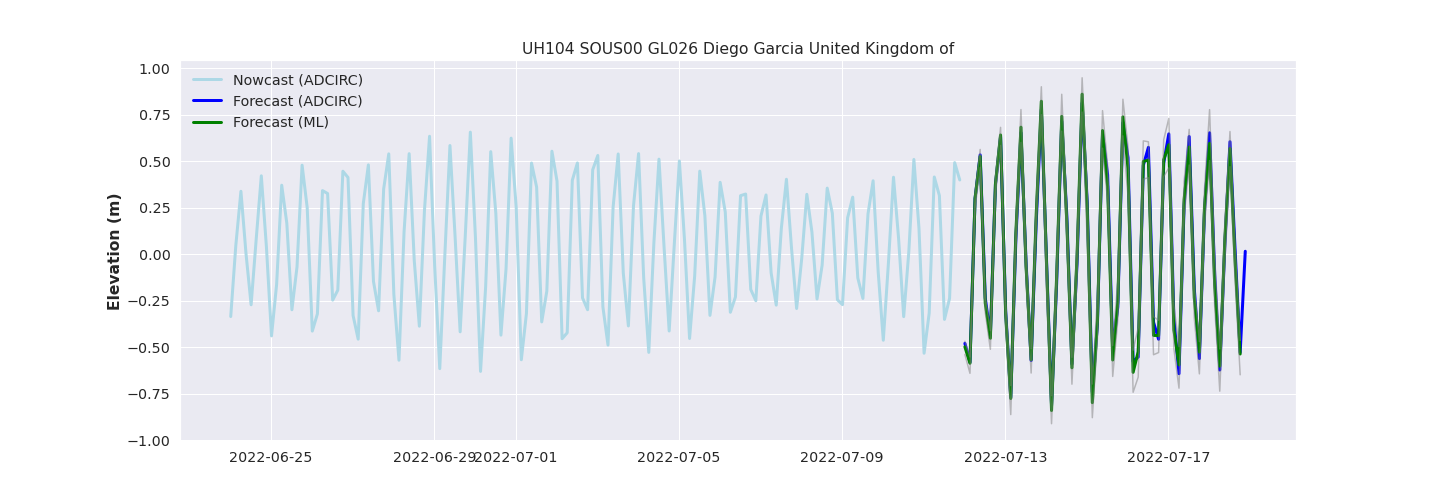 UH104 SOUS00 GL026 Diego Garcia United Kingdom of
Nowcast (ADCIRC)
Forecast (ADCIRC)
Forecast (ML)
Elevation (m)
1.00
0.75
0.50
0.25
0.00
−0.25
−0.50
−0.75
−1.00
2022-06-25 2022-06-29 2022-07-01 2022-07-05 2022-07-09 2022-07-13 2022-07-17